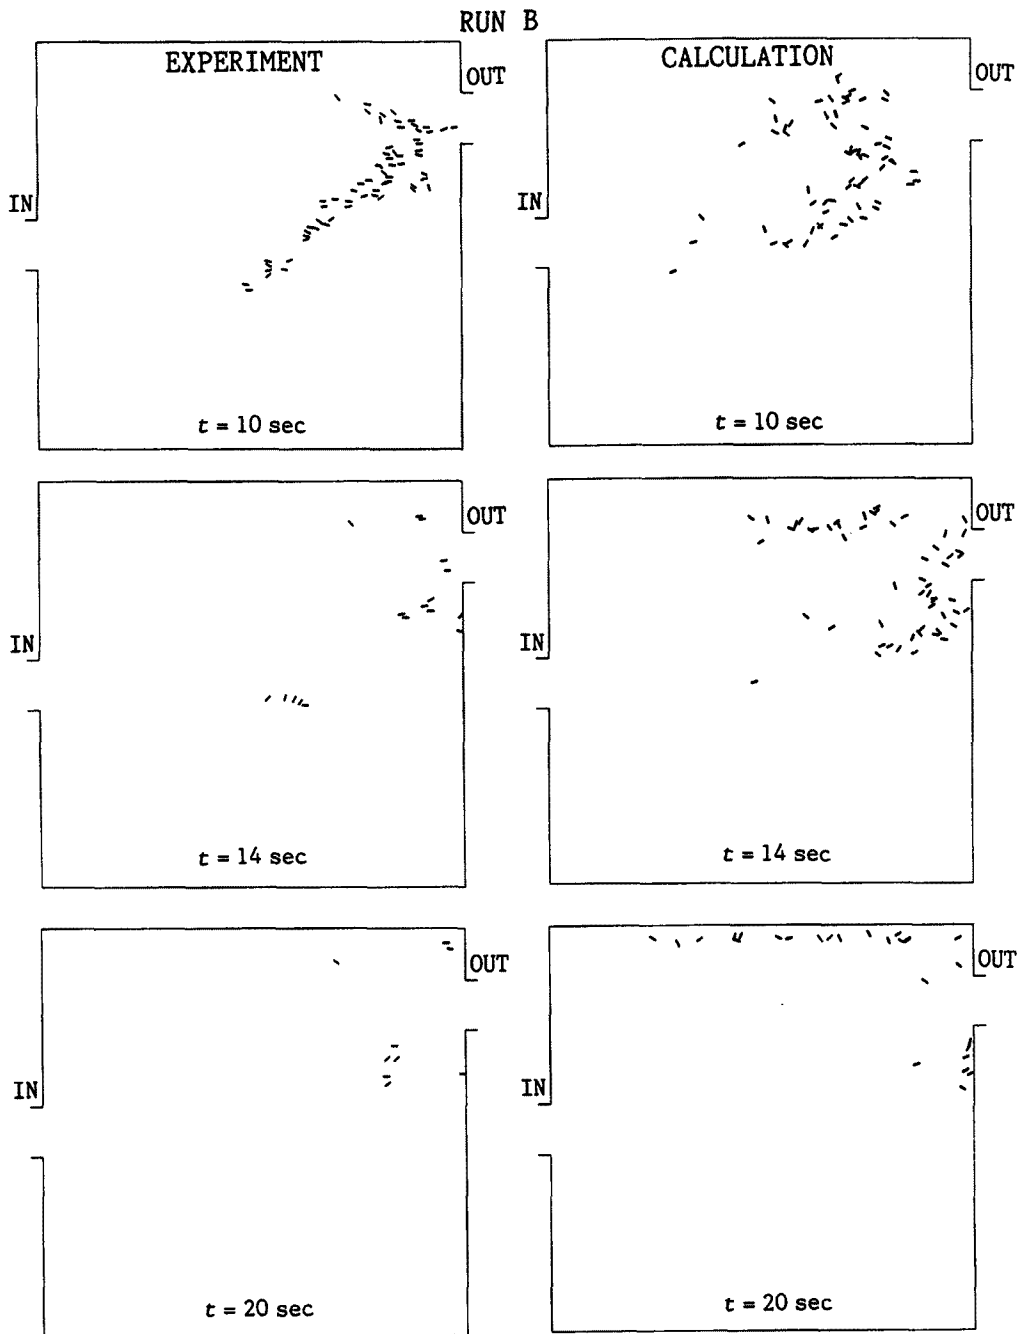 RUN B
EXPERIMENT
OUT
IN
t = 10 sec
CALCULATION
OUT
IN
t = 10 sec
OUT
IN
t = 14 sec
OUT
IN
t = 14 sec
OUT
IN
t = 20 sec
OUT
IN
t = 20 sec